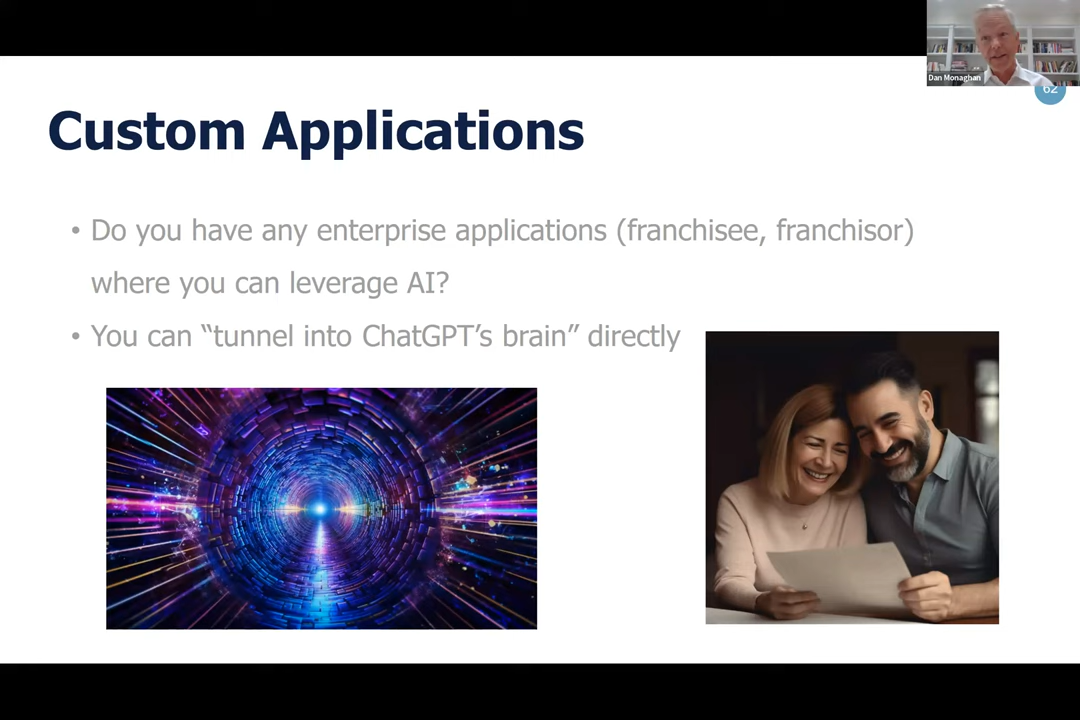 Dan Monaghan
62
Custom Applications
• Do you have any enterprise applications (franchisee, franchisor)
where you can leverage AI?
• You can “tunnel into ChatGPT’s brain” directly